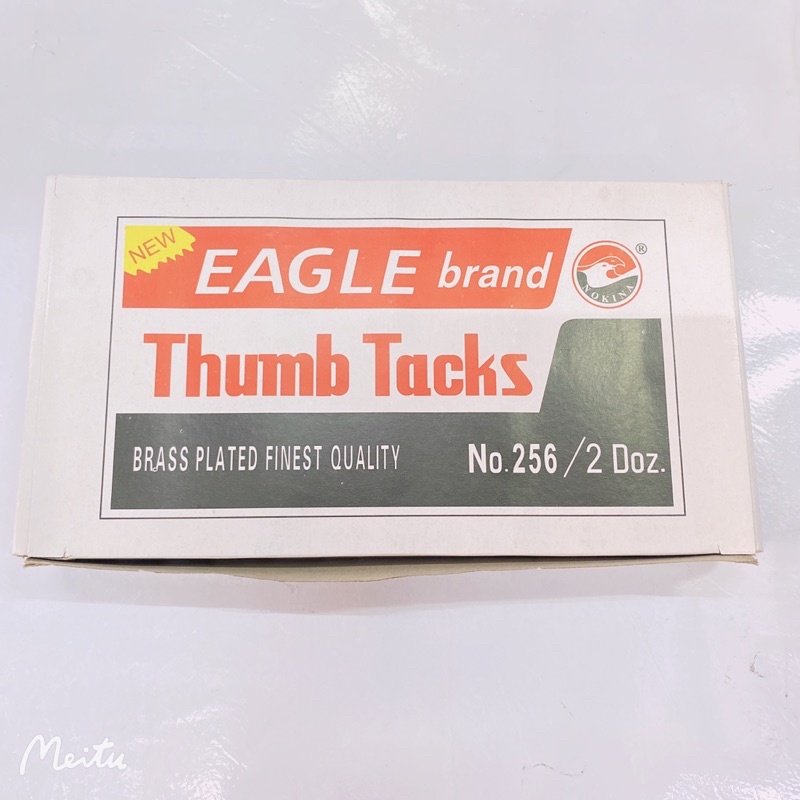 NEW
EAGLE brand
®
NOKINA
Thumb Tacks
BRASS PLATED FINEST QUALITY
No.256/2 Doz.
Meitu